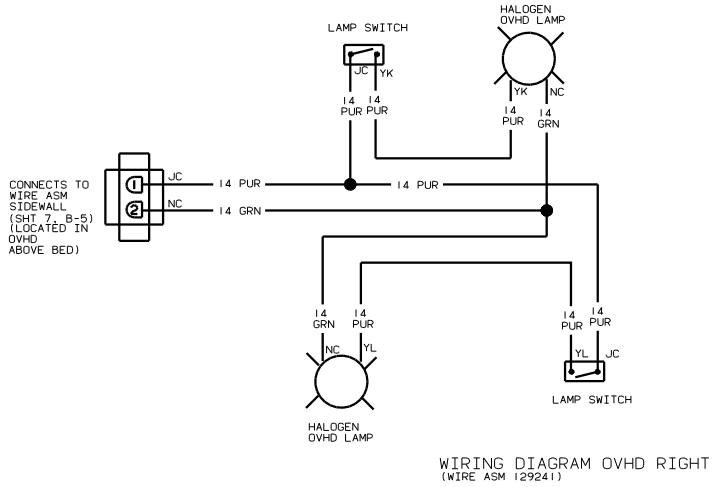 HALOGEN
OVHD LAMP
LAMP SWITCH
JC YK
YK NC
14 PUR
14 PUR
14 PUR
14 GRN
CONNECTS TO
WIRE ASM
SIDEWALL
(SHT 7, B-5)
(LOCATED IN
OVHD
ABOVE BED)
1
JC
14 PUR
14 PUR
2
NC
14 GRN
14 GRN
14 PUR
14 PUR
14 PUR
NC YL
YL JC
LAMP SWITCH
HALOGEN
OVHD LAMP
WIRING DIAGRAM OVHD RIGHT
(WIRE ASM 129241)